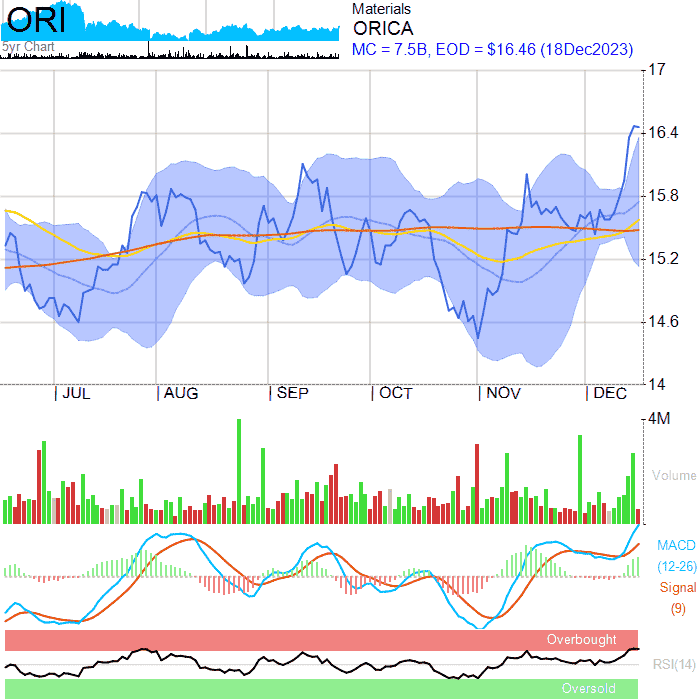 ORI
5yr Chart
Materials
ORICA
MC = 7.5B, EOD = $16.46 (18Dec2023)
17
16.4
15.8
15.2
14.6
14
JUL AUG SEP OCT NOV DEC
4M
Volume
MACD
(12-26)
Signal
(9)
Overbought
RSI(14)
Oversold